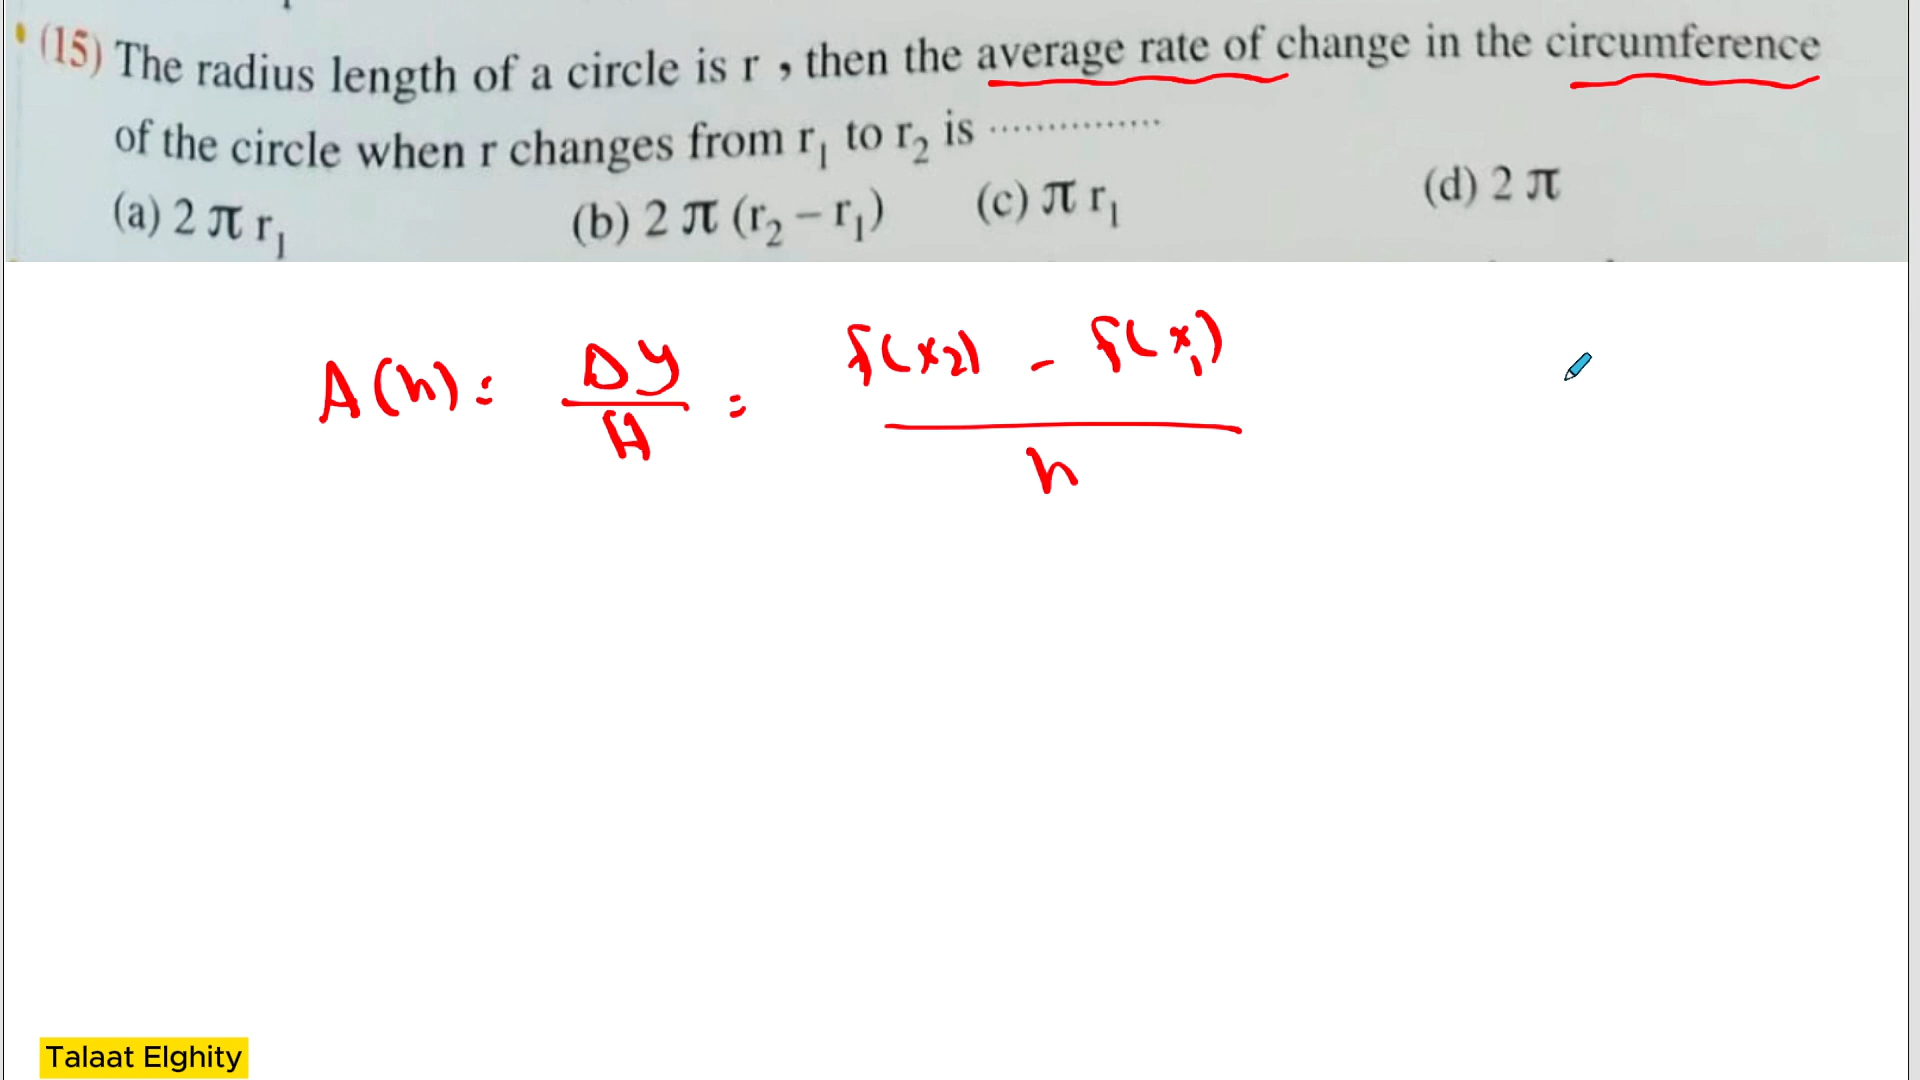 (15) The radius length of a circle is r , then the average rate of change in the circumference
of the circle when r changes from r₁ to r₂ is ...............
(a) 2 π r₁ (b) 2 π (r₂ – r₁) (c) π r₁ (d) 2 π
A(h) = Δy / H = f(x₂) - f(x₁) / h
Talaat Elghity